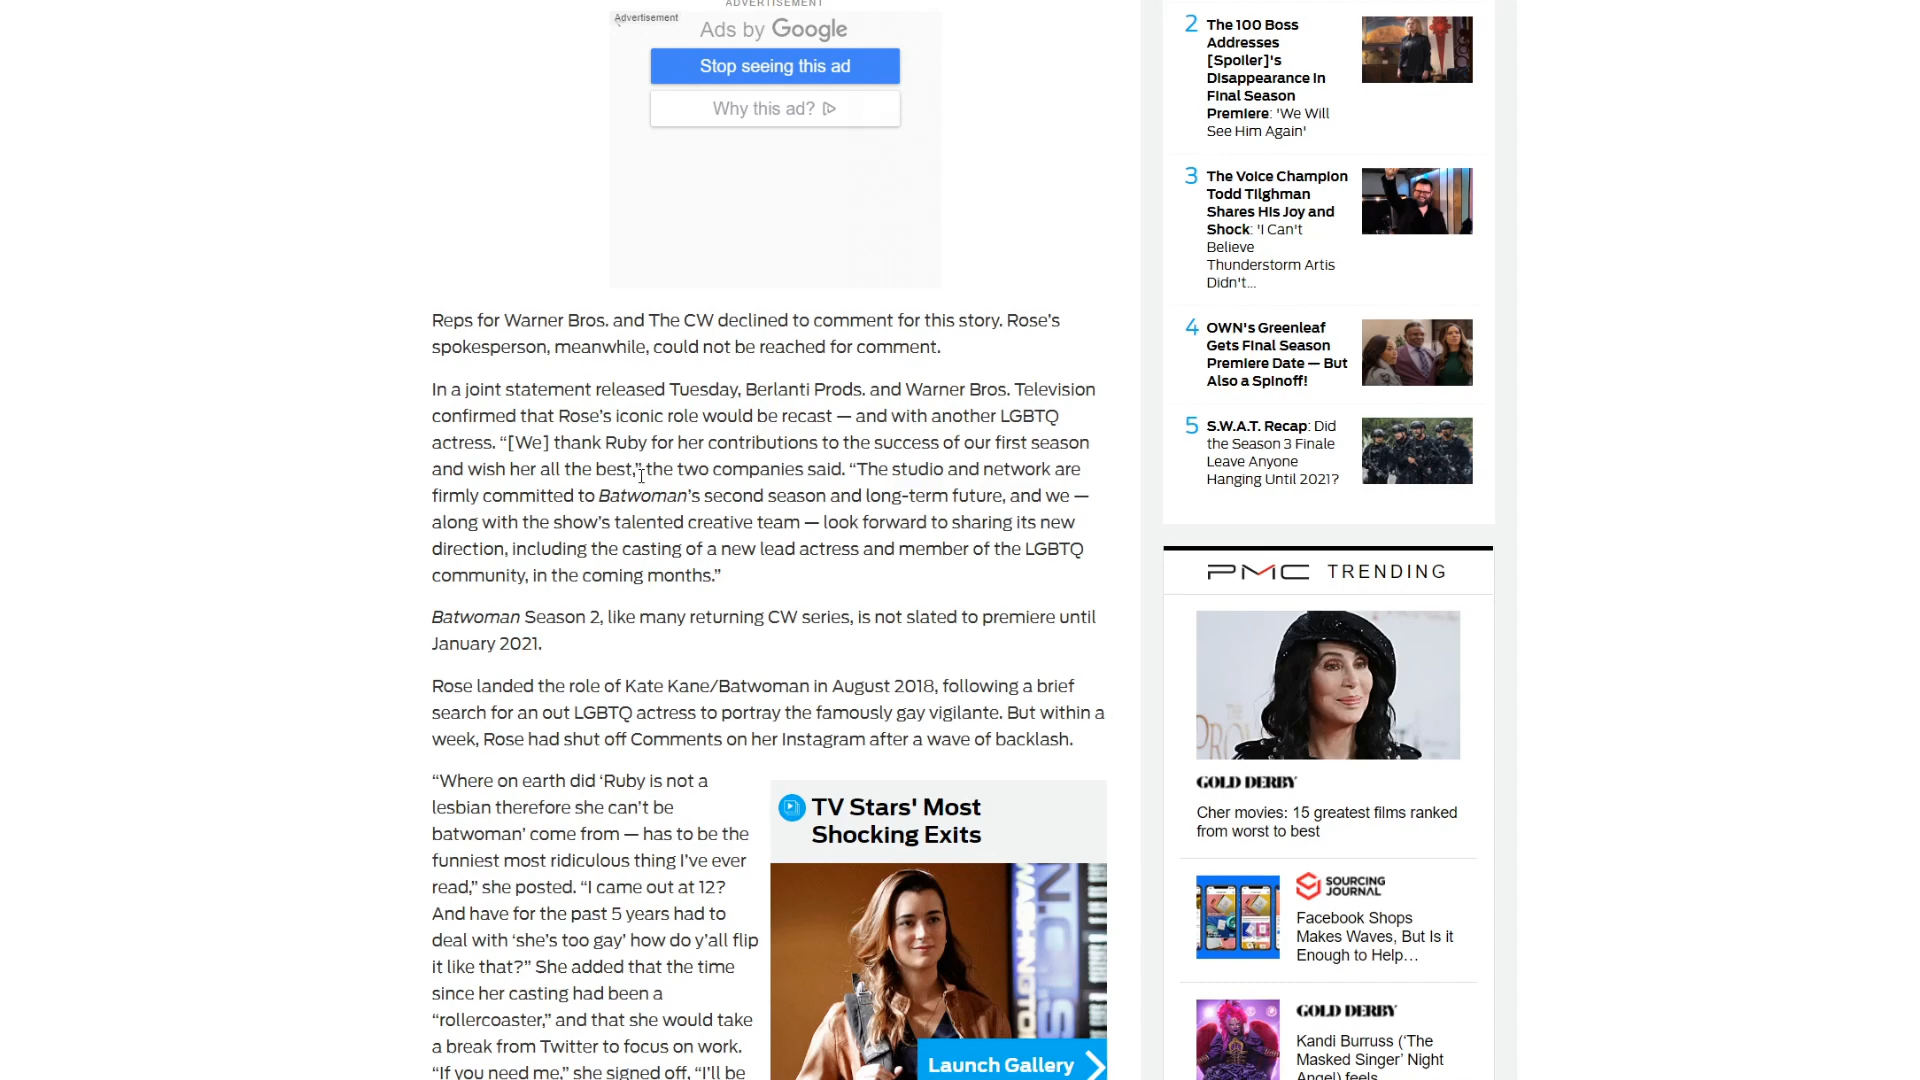 ADVERTISEMENT
Advertisement
Ads by Google
Stop seeing this ad
Why this ad?
Reps for Warner Bros. and The CW declined to comment for this story. Rose’s
spokesperson, meanwhile, could not be reached for comment.
In a joint statement released Tuesday, Berlanti Prods. and Warner Bros. Television
confirmed that Rose’s iconic role would be recast — and with another LGBTQ
actress. “[We] thank Ruby for her contributions to the success of our first season
and wish her all the best,” the two companies said. “The studio and network are
firmly committed to Batwoman’s second season and long-term future, and we —
along with the show’s talented creative team — look forward to sharing its new
direction, including the casting of a new lead actress and member of the LGBTQ
community, in the coming months.”
Batwoman Season 2, like many returning CW series, is not slated to premiere until
January 2021.
Rose landed the role of Kate Kane/Batwoman in August 2018, following a brief
search for an out LGBTQ actress to portray the famously gay vigilante. But within a
week, Rose had shut off Comments on her Instagram after a wave of backlash.
“Where on earth did ‘Ruby is not a
lesbian therefore she can’t be
batwoman’ come from — has to be the
funniest most ridiculous thing I’ve ever
read,” she posted. “I came out at 12?
And have for the past 5 years had to
deal with ‘she’s too gay’ how do y’all flip
it like that?” She added that the time
since her casting had been a
“rollercoaster,” and that she would take
a break from Twitter to focus on work.
“If you need me,” she signed off, “I’ll be
TV Stars' Most
Shocking Exits
Launch Gallery
2
The 100 Boss
Addresses
[Spoiler]'s
Disappearance in
Final Season
Premiere: 'We Will
See Him Again'
3
The Voice Champion
Todd Tilghman
Shares His Joy and
Shock: 'I Can't
Believe
Thunderstorm Artis
Didn't...
4
OWN's Greenleaf
Gets Final Season
Premiere Date — But
Also a Spinoff!
5
S.W.A.T. Recap: Did
the Season 3 Finale
Leave Anyone
Hanging Until 2021?
PMC TRENDING
GOLD DERBY
Cher movies: 15 greatest films ranked
from worst to best
SOURCING
JOURNAL
Facebook Shops
Makes Waves, But Is it
Enough to Help…
GOLD DERBY
Kandi Burruss (‘The
Masked Singer’ Night
Angel) feels